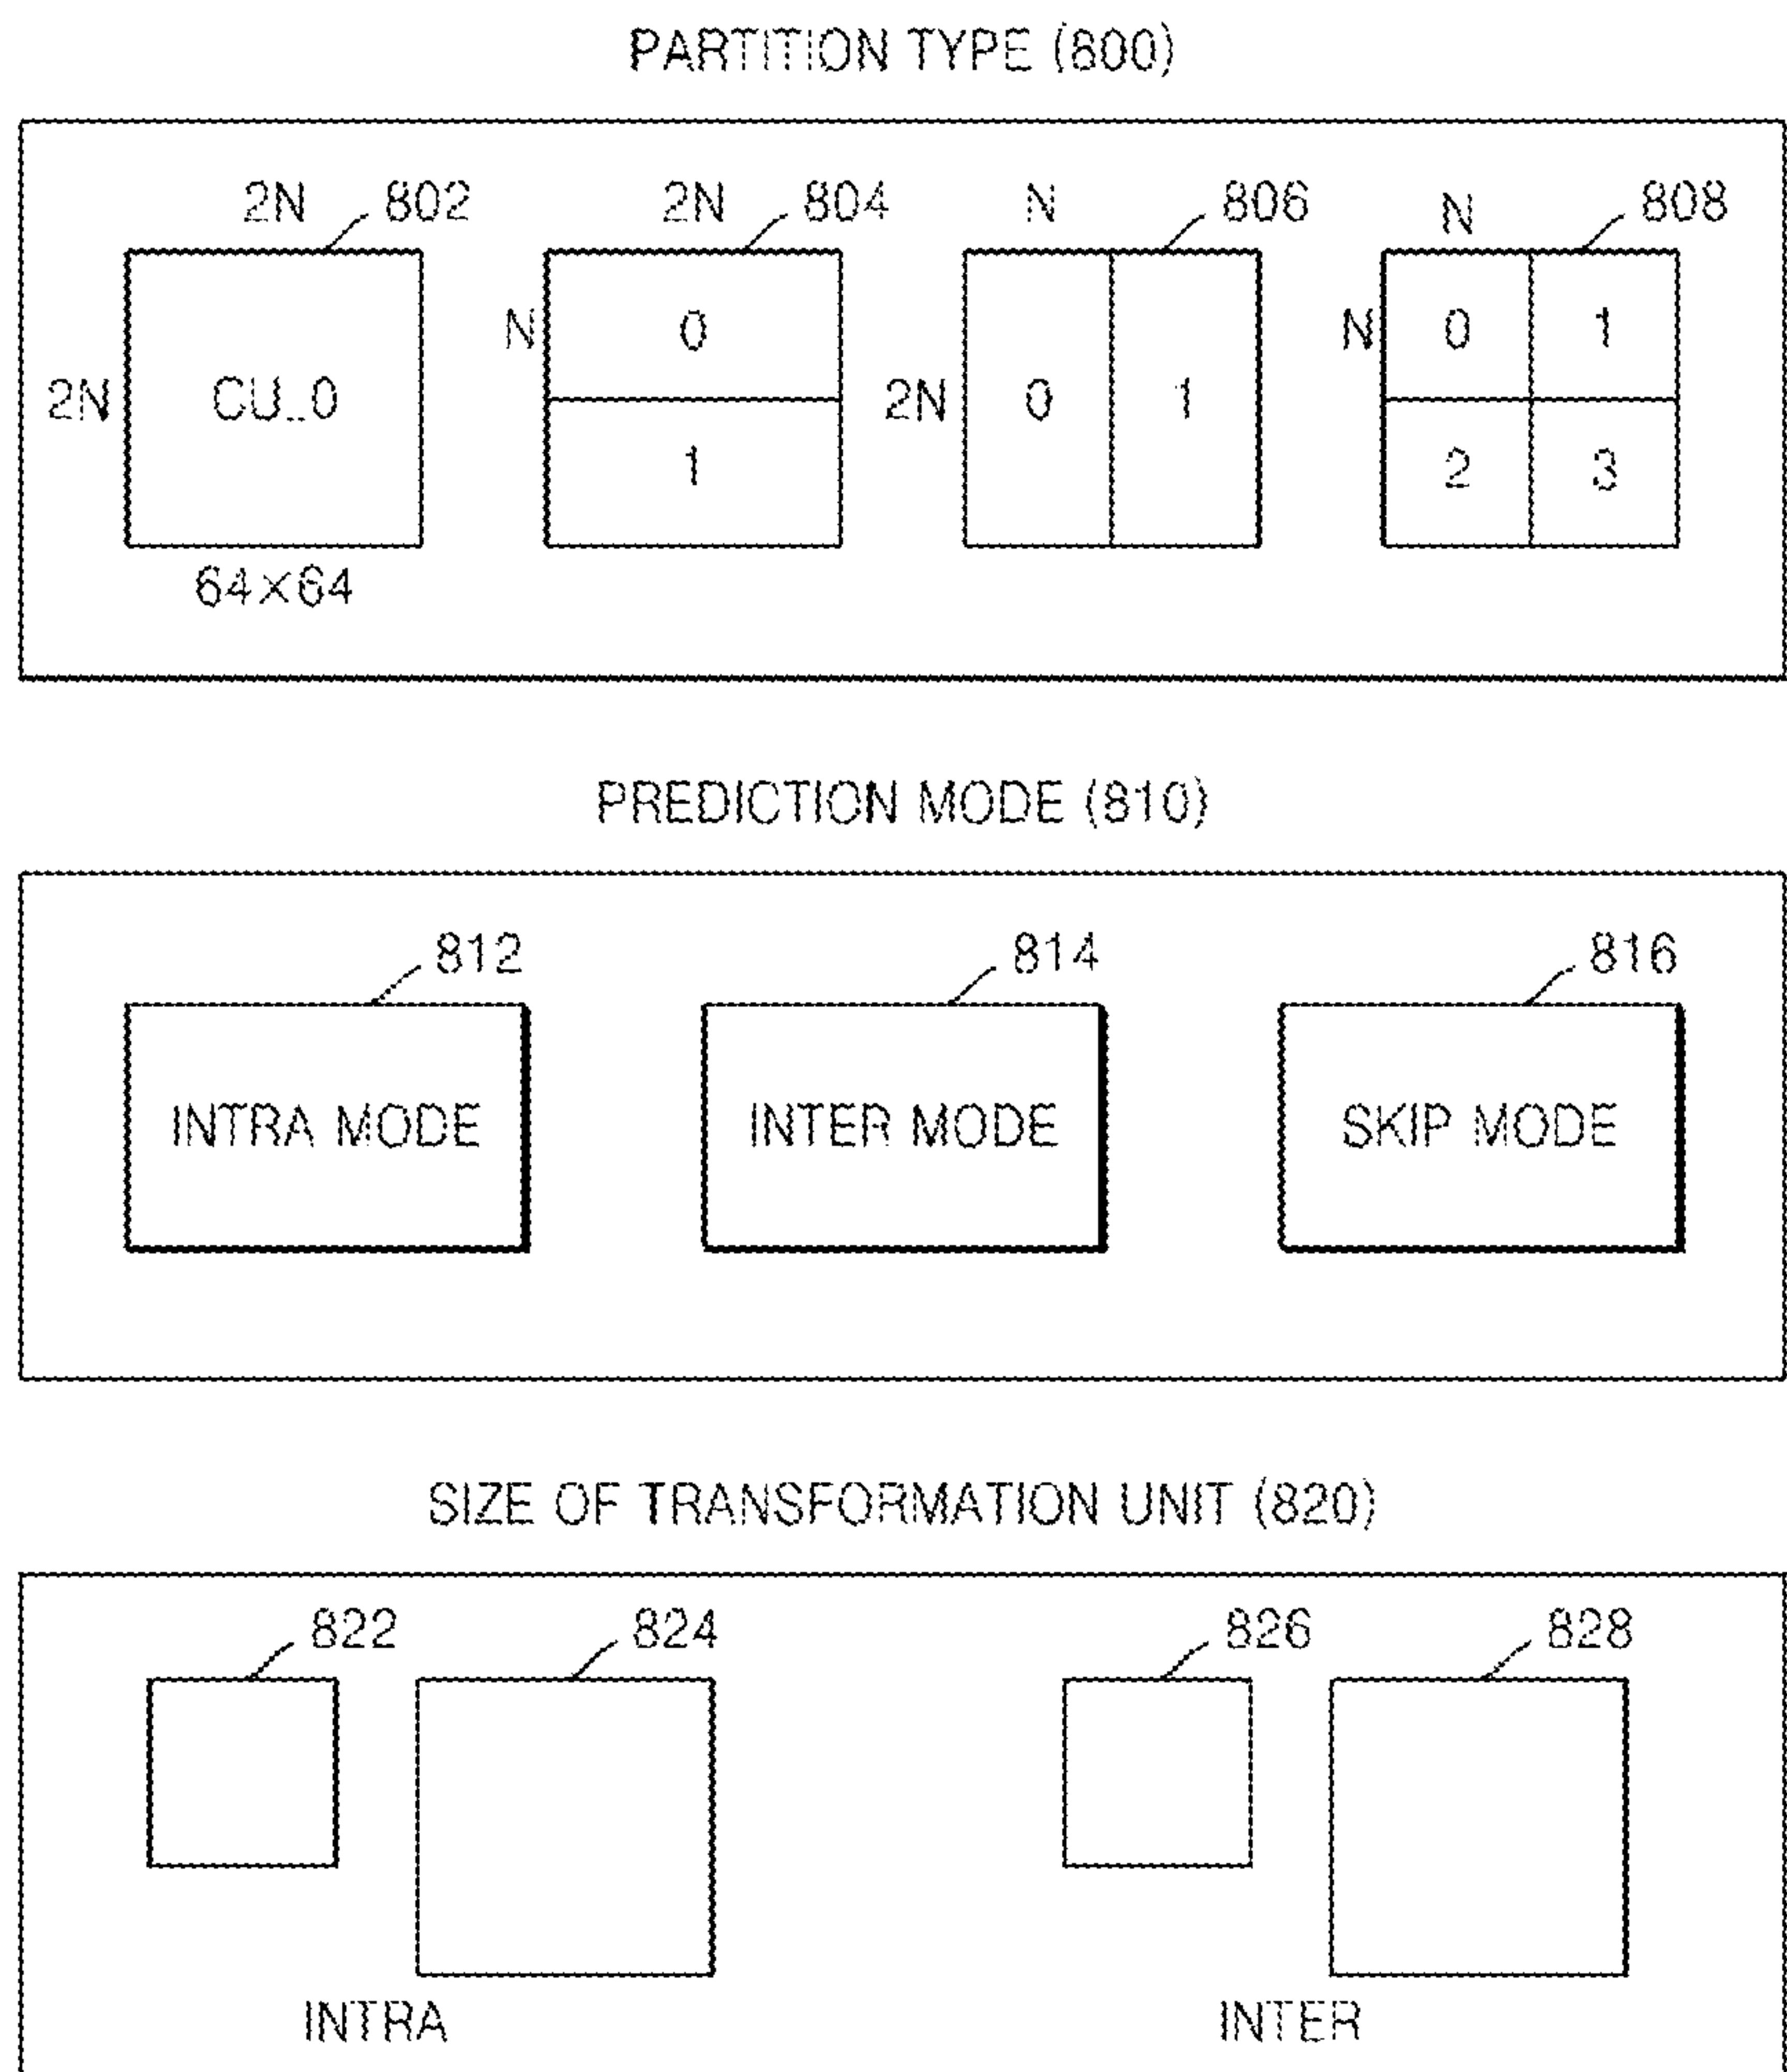 PARTITION TYPE (800)
2N 802 2N 804 N 806 N 808
N 0 N 0 1
2N CU_0 2N 0 1
1 2 3
64×64
PREDICTION MODE (810)
812 814 816
INTRA MODE INTER MODE SKIP MODE
SIZE OF TRANSFORMATION UNIT (820)
822 824 826 828
INTRA INTER